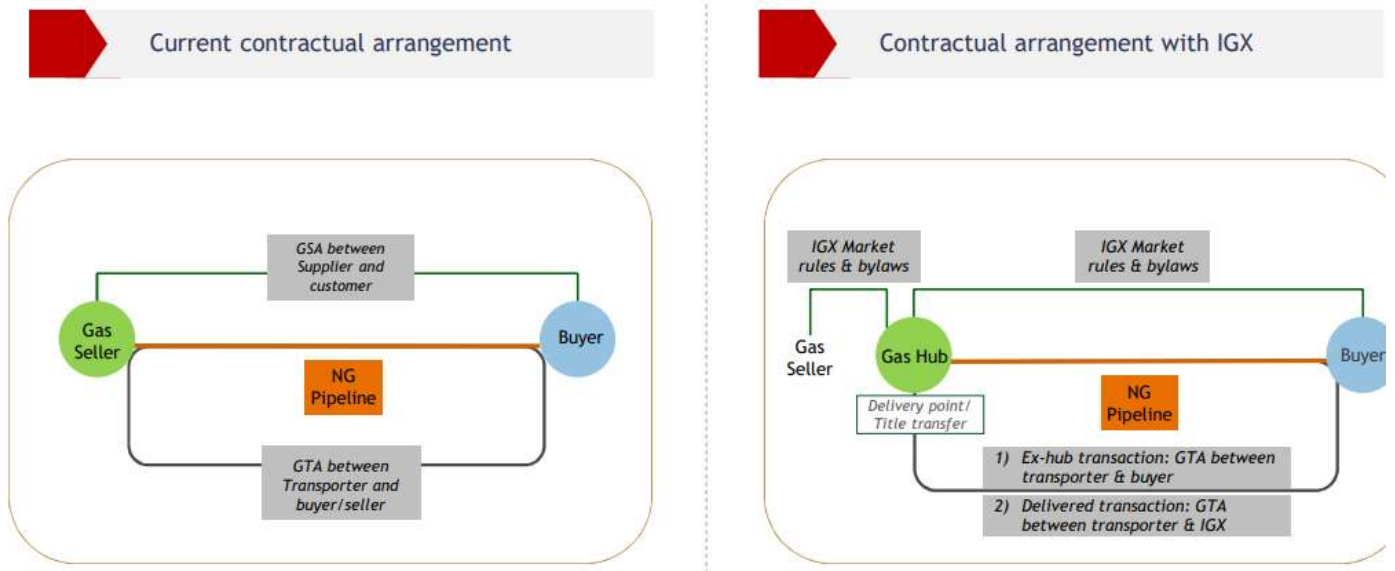 Current contractual arrangement
GSA between
Supplier and
customer
Gas
Seller
Buyer
NG
Pipeline
GTA between
Transporter and
buyer/seller
Contractual arrangement with IGX
IGX Market
rules & bylaws
IGX Market
rules & bylaws
Gas
Seller
Gas Hub
Buyer
Delivery point/
Title transfer
NG
Pipeline
1) Ex-hub transaction: GTA between
transporter & buyer
2) Delivered transaction: GTA
between transporter & IGX